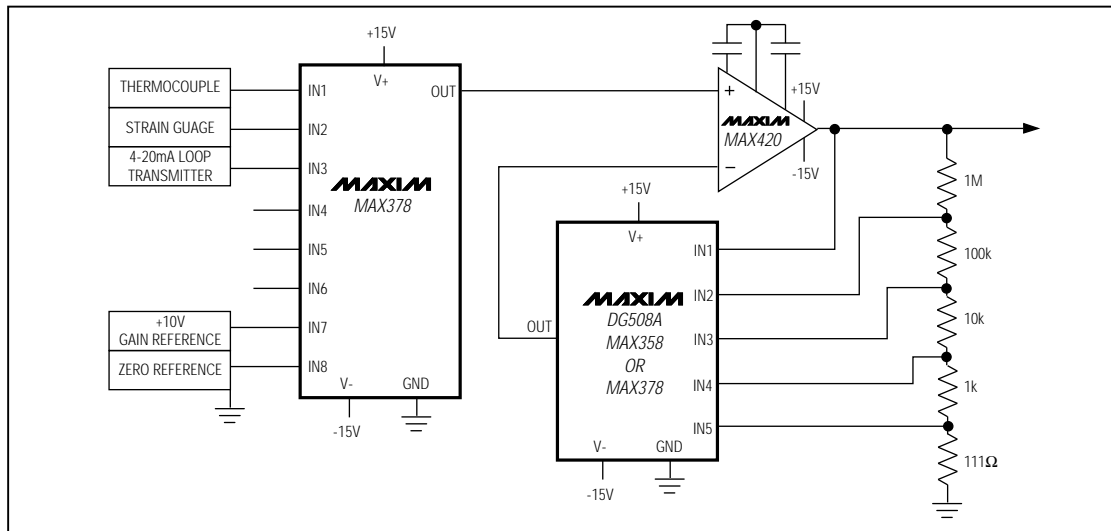 +15V
V+
THERMOCOUPLE
STRAIN GUAGE
4-20mA LOOP
TRANSMITTER
+10V
GAIN REFERENCE
ZERO REFERENCE
IN1
IN2
IN3
IN4
IN5
IN6
IN7
IN8
OUT
MAXIM
MAX378
V-
GND
-15V
+
−
MAXIM
MAX420
+15V
-15V
+15V
V+
OUT
MAXIM
DG508A
MAX358
OR
MAX378
IN1
IN2
IN3
IN4
IN5
V-
GND
-15V
1M
100k
10k
1k
111Ω